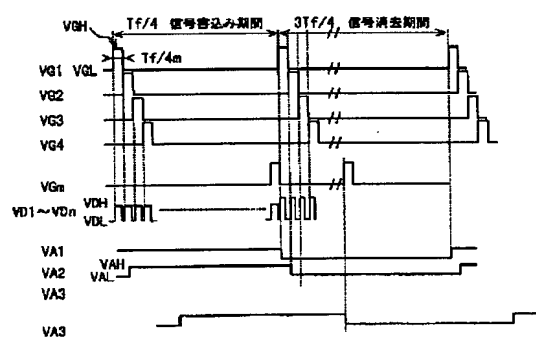 VGH
Tf/4 信号書込み期間
3Tf/4 信号消去期間
Tf/4m
VG1 VGL
VG2
VG3
VG4
VGm
VD1〜VDn
VDH
VDL
VA1
VA2
VAH
VAL
VA3
VA3